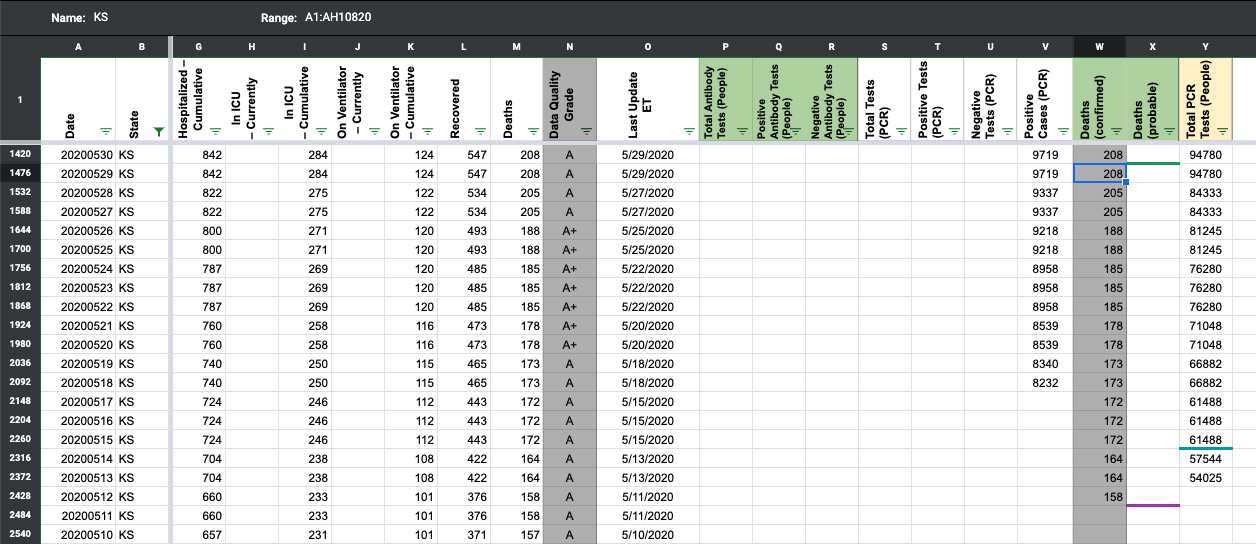 Name: KS Range: A1:AH10820
A B G H I J K L M N O P Q R S T U V W X Y
1 Date State Hospitalized – Cumulative In ICU – Currently In ICU – Cumulative On Ventilator – Currently On Ventilator – Cumulative Recovered Deaths Data Quality Grade Last Update ET Total Antibody Tests (People) Positive Antibody Tests (People) Negative Antibody Tests (People) Total Tests (PCR) Positive Tests (PCR) Negative Tests (PCR) Positive Cases (PCR) Deaths (confirmed) Deaths (probable) Total PCR Tests (People)
1420 20200530 KS 842 284 124 547 208 A 5/29/2020 9719 208 94780
1476 20200529 KS 842 284 124 547 208 A 5/29/2020 9719 208 94780
1532 20200528 KS 822 275 122 534 205 A 5/27/2020 9337 205 84333
1588 20200527 KS 822 275 122 534 205 A 5/27/2020 9337 205 84333
1644 20200526 KS 800 271 120 493 188 A+ 5/25/2020 9218 188 81245
1700 20200525 KS 800 271 120 493 188 A+ 5/25/2020 9218 188 81245
1756 20200524 KS 787 269 120 485 185 A+ 5/22/2020 8958 185 76280
1812 20200523 KS 787 269 120 485 185 A+ 5/22/2020 8958 185 76280
1868 20200522 KS 787 269 120 485 185 A+ 5/22/2020 8958 185 76280
1924 20200521 KS 760 258 116 473 178 A+ 5/20/2020 8539 178 71048
1980 20200520 KS 760 258 116 473 178 A+ 5/20/2020 8539 178 71048
2036 20200519 KS 740 250 115 465 173 A 5/18/2020 8340 173 66882
2092 20200518 KS 740 250 115 465 173 A 5/18/2020 8232 173 66882
2148 20200517 KS 724 246 112 443 172 A 5/15/2020 172 61488
2204 20200516 KS 724 246 112 443 172 A 5/15/2020 172 61488
2260 20200515 KS 724 246 112 443 172 A 5/15/2020 172 61488
2316 20200514 KS 704 238 108 422 164 A 5/13/2020 164 57544
2372 20200513 KS 704 238 108 422 164 A 5/13/2020 164 54025
2428 20200512 KS 660 233 101 376 158 A 5/11/2020 158
2484 20200511 KS 660 233 101 376 158 A 5/11/2020
2540 20200510 KS 657 231 101 371 157 A 5/10/2020